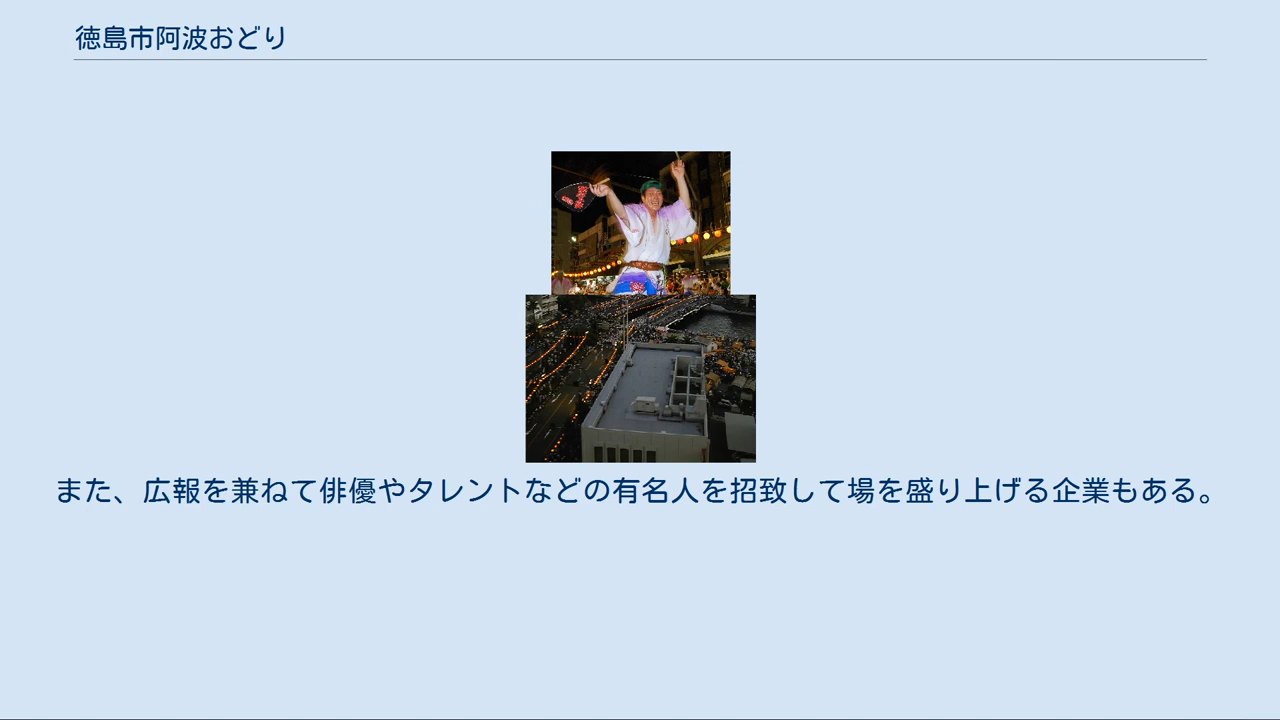 徳島市阿波おどり
また、広報を兼ねて俳優やタレントなどの有名人を招致して場を盛り上げる企業もある。